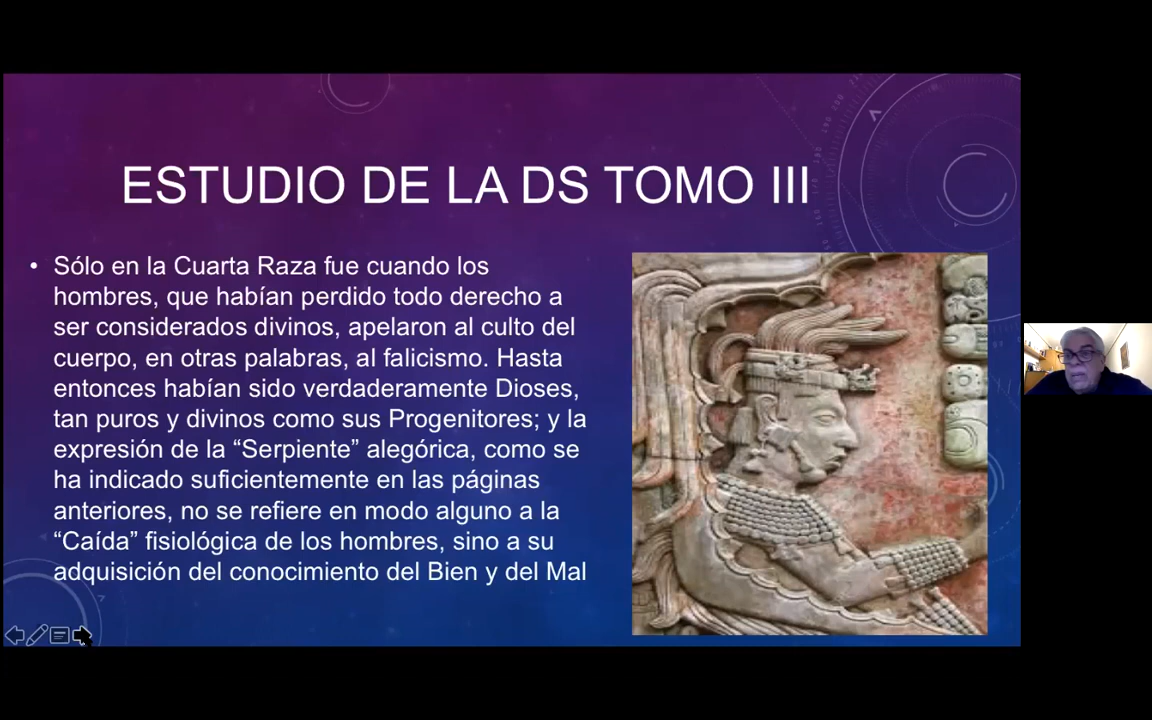 ESTUDIO DE LA DS TOMO III
• Sólo en la Cuarta Raza fue cuando los
hombres, que habían perdido todo derecho a
ser considerados divinos, apelaron al culto del
cuerpo, en otras palabras, al falicismo. Hasta
entonces habían sido verdaderamente Dioses,
tan puros y divinos como sus Progenitores; y la
expresión de la “Serpiente” alegórica, como se
ha indicado suficientemente en las páginas
anteriores, no se refiere en modo alguno a la
“Caída” fisiológica de los hombres, sino a su
adquisición del conocimiento del Bien y del Mal